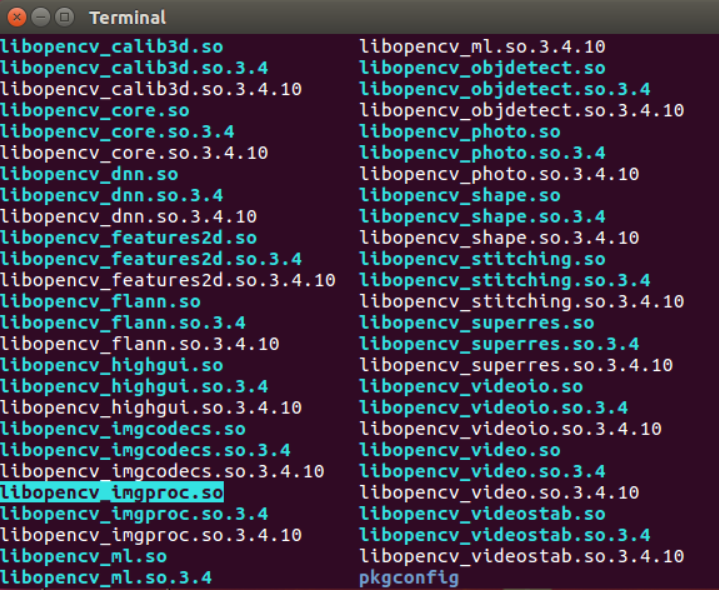 Terminal
libopencv_calib3d.so
libopencv_calib3d.so.3.4
libopencv_calib3d.so.3.4.10
libopencv_core.so
libopencv_core.so.3.4
libopencv_core.so.3.4.10
libopencv_dnn.so
libopencv_dnn.so.3.4
libopencv_dnn.so.3.4.10
libopencv_features2d.so
libopencv_features2d.so.3.4
libopencv_features2d.so.3.4.10
libopencv_flann.so
libopencv_flann.so.3.4
libopencv_flann.so.3.4.10
libopencv_highgui.so
libopencv_highgui.so.3.4
libopencv_highgui.so.3.4.10
libopencv_imgcodecs.so
libopencv_imgcodecs.so.3.4
libopencv_imgcodecs.so.3.4.10
libopencv_imgproc.so
libopencv_imgproc.so.3.4
libopencv_imgproc.so.3.4.10
libopencv_ml.so
libopencv_ml.so.3.4
libopencv_ml.so.3.4.10
libopencv_objdetect.so
libopencv_objdetect.so.3.4
libopencv_objdetect.so.3.4.10
libopencv_photo.so
libopencv_photo.so.3.4
libopencv_photo.so.3.4.10
libopencv_shape.so
libopencv_shape.so.3.4
libopencv_shape.so.3.4.10
libopencv_stitching.so
libopencv_stitching.so.3.4
libopencv_stitching.so.3.4.10
libopencv_superres.so
libopencv_superres.so.3.4
libopencv_superres.so.3.4.10
libopencv_videoio.so
libopencv_videoio.so.3.4
libopencv_videoio.so.3.4.10
libopencv_video.so
libopencv_video.so.3.4
libopencv_video.so.3.4.10
libopencv_videostab.so
libopencv_videostab.so.3.4
libopencv_videostab.so.3.4.10
pkgconfig